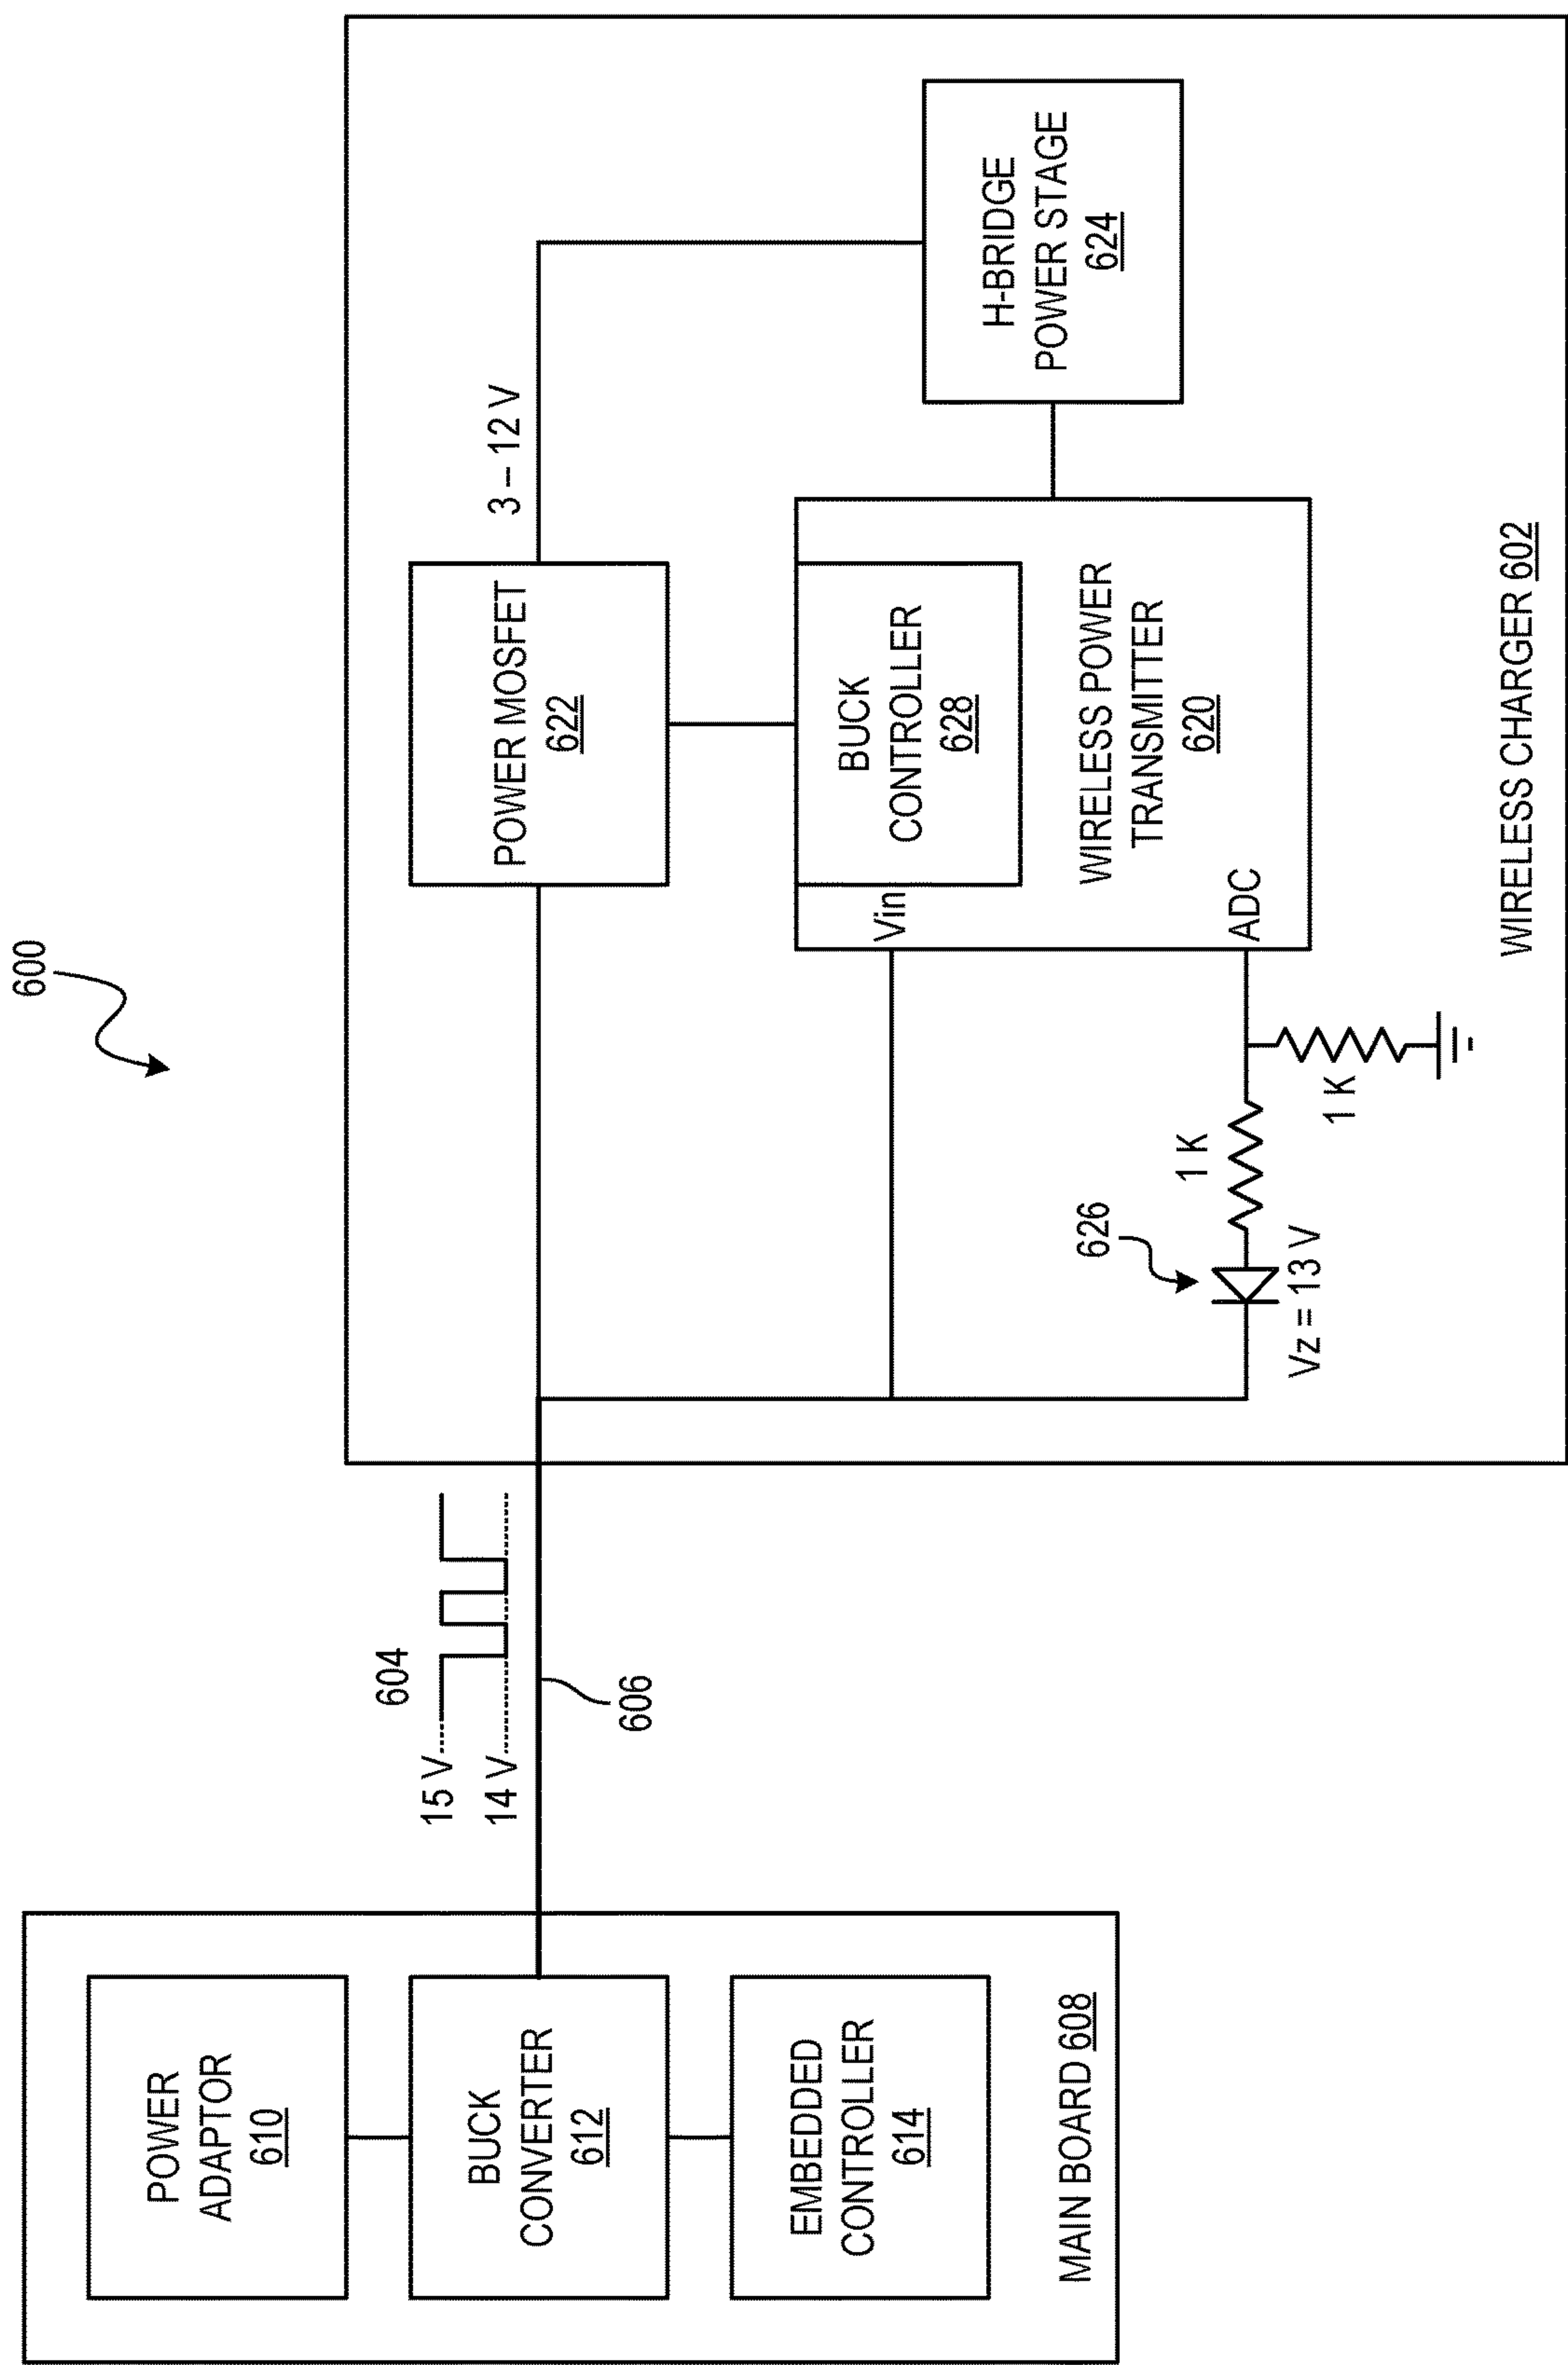 600
POWER
ADAPTOR
610
BUCK
CONVERTER
612
EMBEDDED
CONTROLLER
614
MAIN BOARD 608
604
15 V
14 V
606
POWER MOSFET
622
3 – 12 V
Vin
BUCK
CONTROLLER
628
WIRELESS POWER
TRANSMITTER
620
ADC
H-BRIDGE
POWER STAGE
624
626
Vz = 13 V
1 K
1 K
WIRELESS CHARGER 602